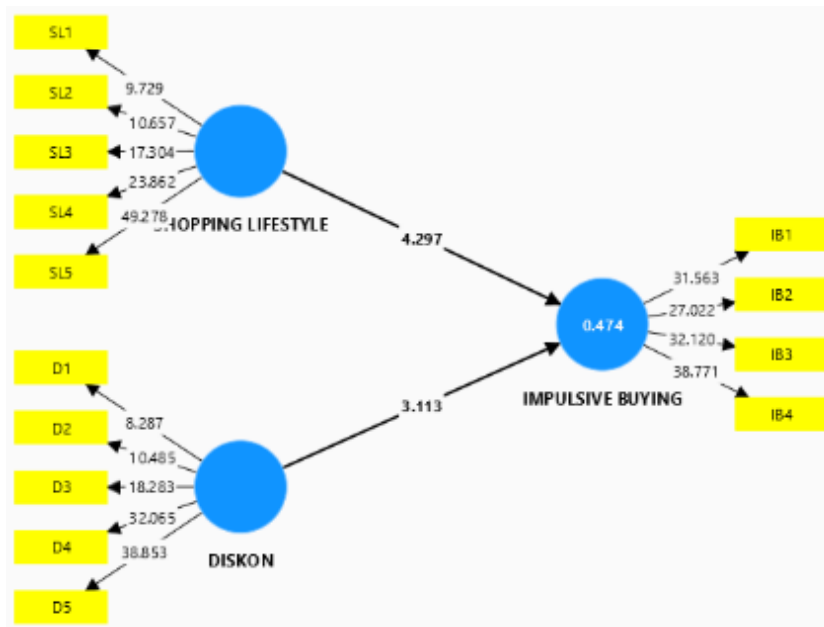 SL1
9.729
SL2
10.657
SL3
17.304
SL4
23.862
49.278
HOPPING LIFESTYLE
SL5
4.297
IB1
31.563
IB2
27.022
0.474
32.120
IB3
38.771
IMPULSIVE BUYING
IB4
D1
8.287
D2
10.485
3.113
D3
18.283
D4
32.065
38.853
DISKON
D5